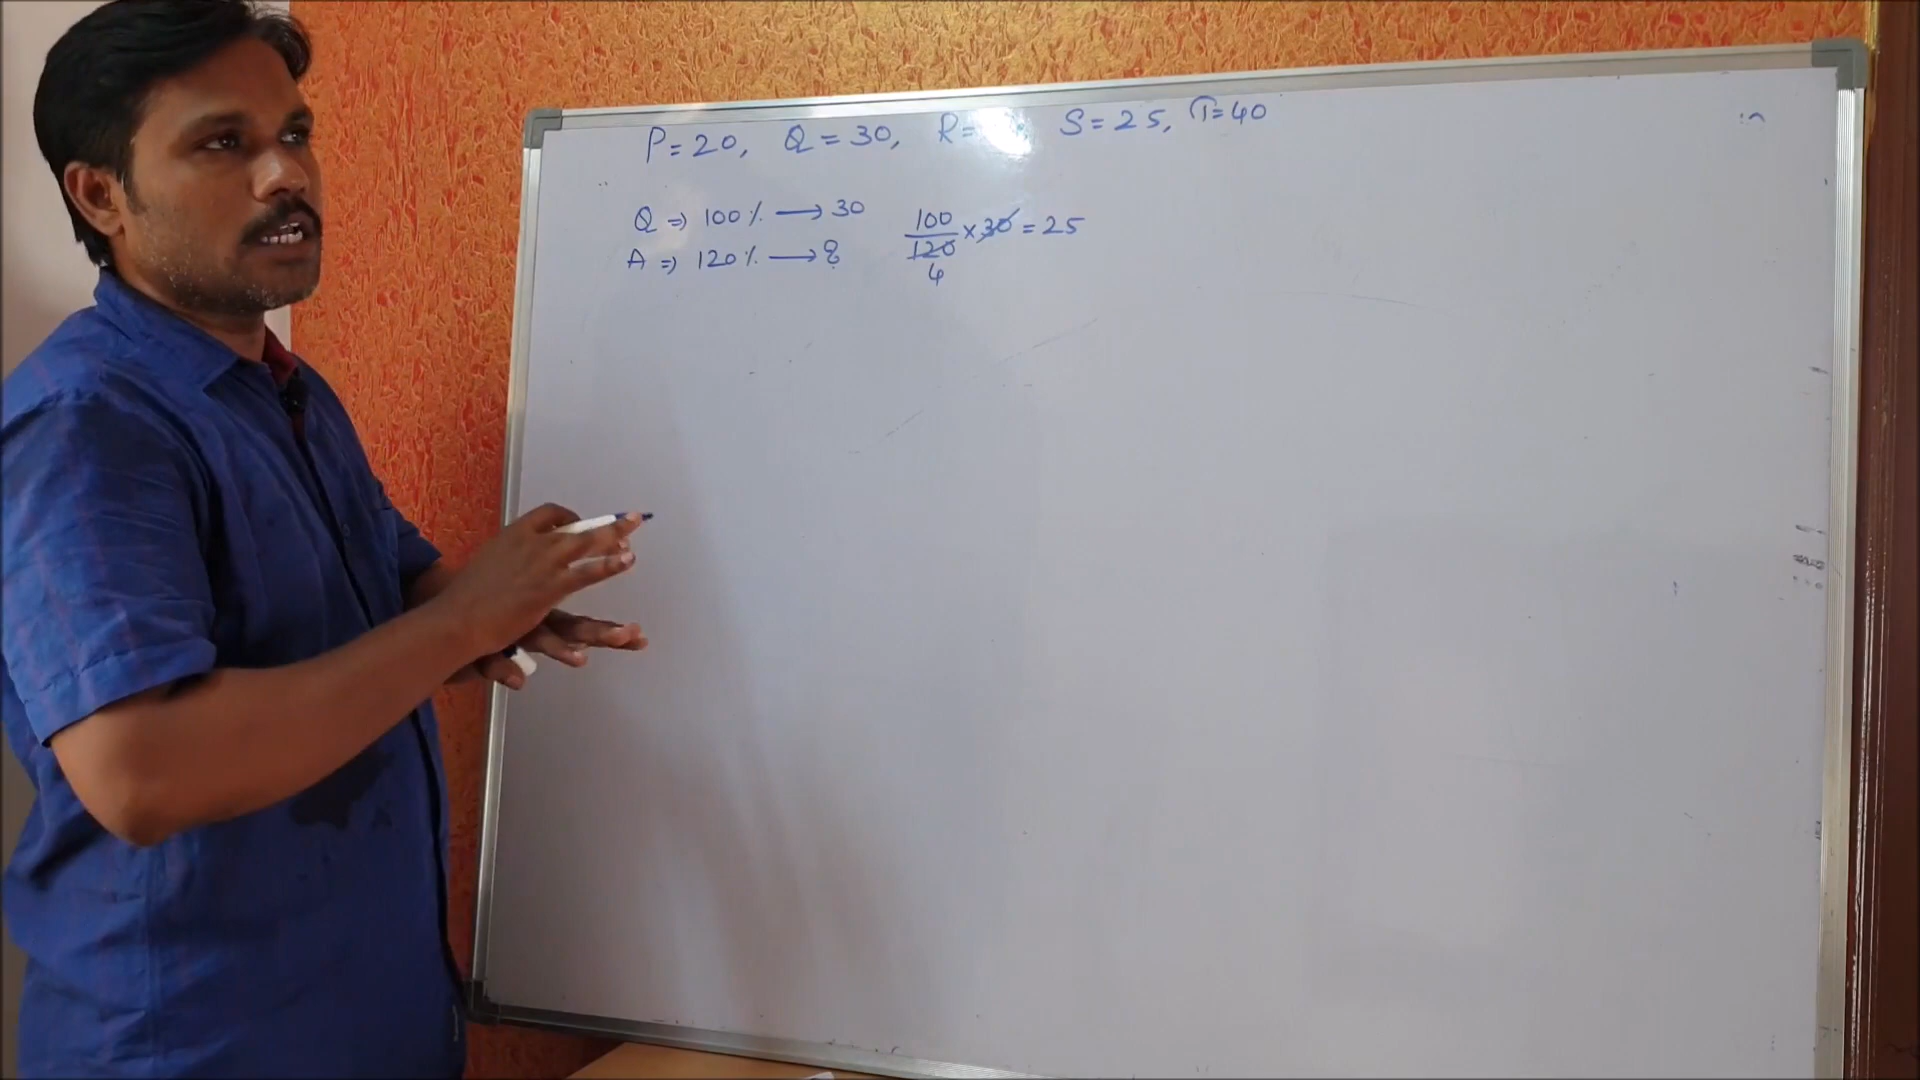 P = 20, Q = 30, R = S = 25, T = 40
Q ⇒ 100% → 30
A ⇒ 120% → ?
100/120 × 30 = 25
4